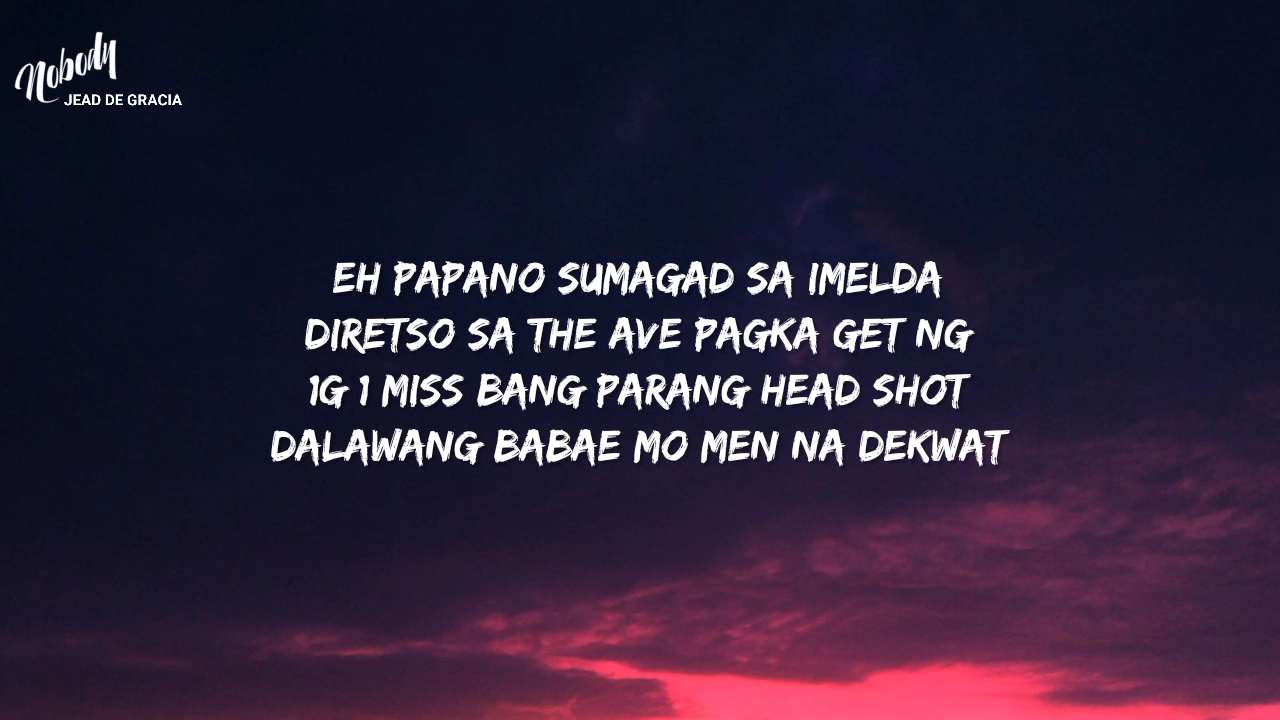 Nobody
JEAD DE GRACIA
EH PAPANO SUMAGAD SA IMELDA
DIRETSO SA THE AVE PAGKA GET NG
1G 1 MISS BANG PARANG HEAD SHOT
DALAWANG BABAE MO MEN NA DEKWAT